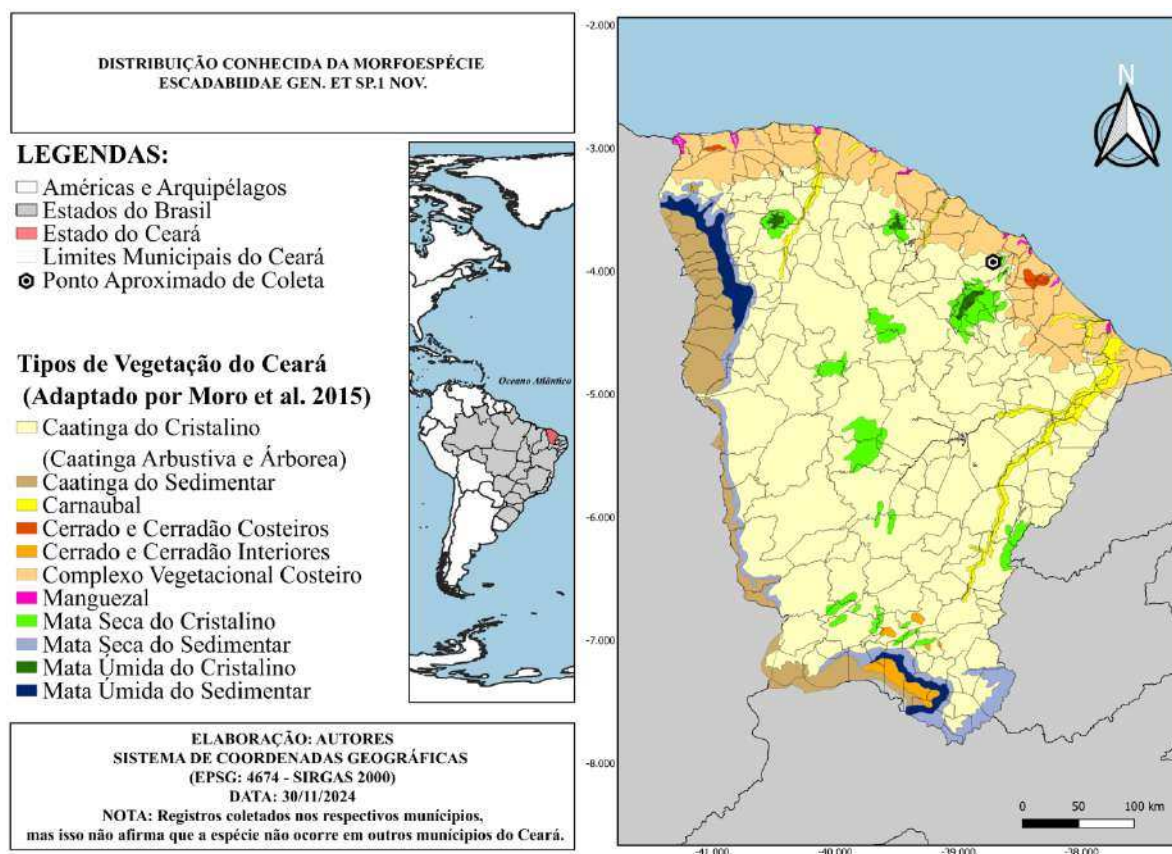 DISTRIBUIÇÃO CONHECIDA DA MORFOESPÉCIE
ESCADABIIDAE GEN. ET SP.1 NOV.
LEGENDAS:
Américas e Arquipélagos
Estados do Brasil
Estado do Ceará
Limites Municipais do Ceará
Ponto Aproximado de Coleta
Tipos de Vegetação do Ceará
(Adaptado por Moro et al. 2015)
Caatinga do Cristalino
(Caatinga Arbustiva e Árborea)
Caatinga do Sedimentar
Carnaubal
Cerrado e Cerradão Costeiros
Cerrado e Cerradão Interiores
Complexo Vegetacional Costeiro
Manguezal
Mata Seca do Cristalino
Mata Seca do Sedimentar
Mata Úmida do Cristalino
Mata Úmida do Sedimentar
ELABORAÇÃO: AUTORES
SISTEMA DE COORDENADAS GEOGRÁFICAS
(EPSG: 4674 - SIRGAS 2000)
DATA: 30/11/2024
NOTA: Registros coletados nos respectivos municípios,
mas isso não afirma que a espécie não ocorre em outros municípios do Ceará.
Oceano Atlântico
-2.000
-3.000
-4.000
-5.000
-6.000
-7.000
-8.000
N
0 50 100 km
-41.000 -40.000 -39.000 -38.000